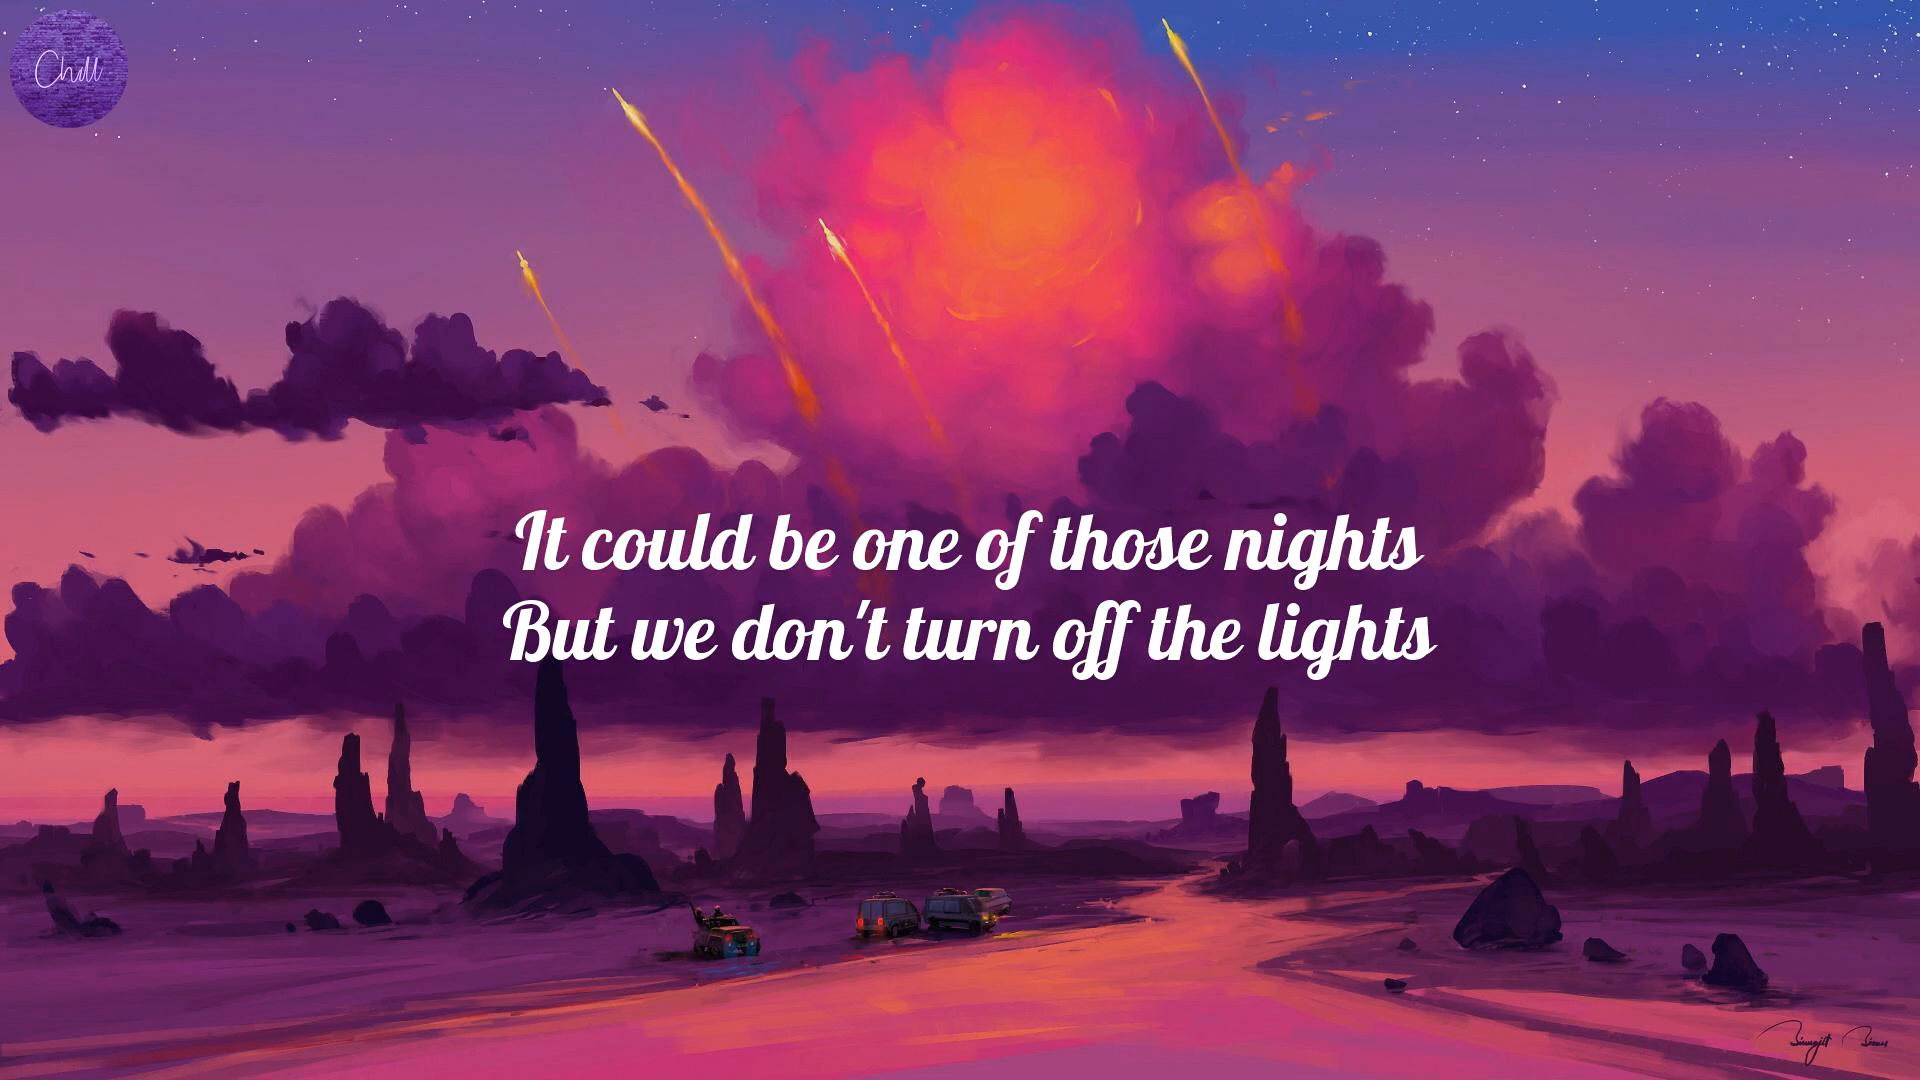 Chill
It could be one of those nights
But we don't turn off the lights